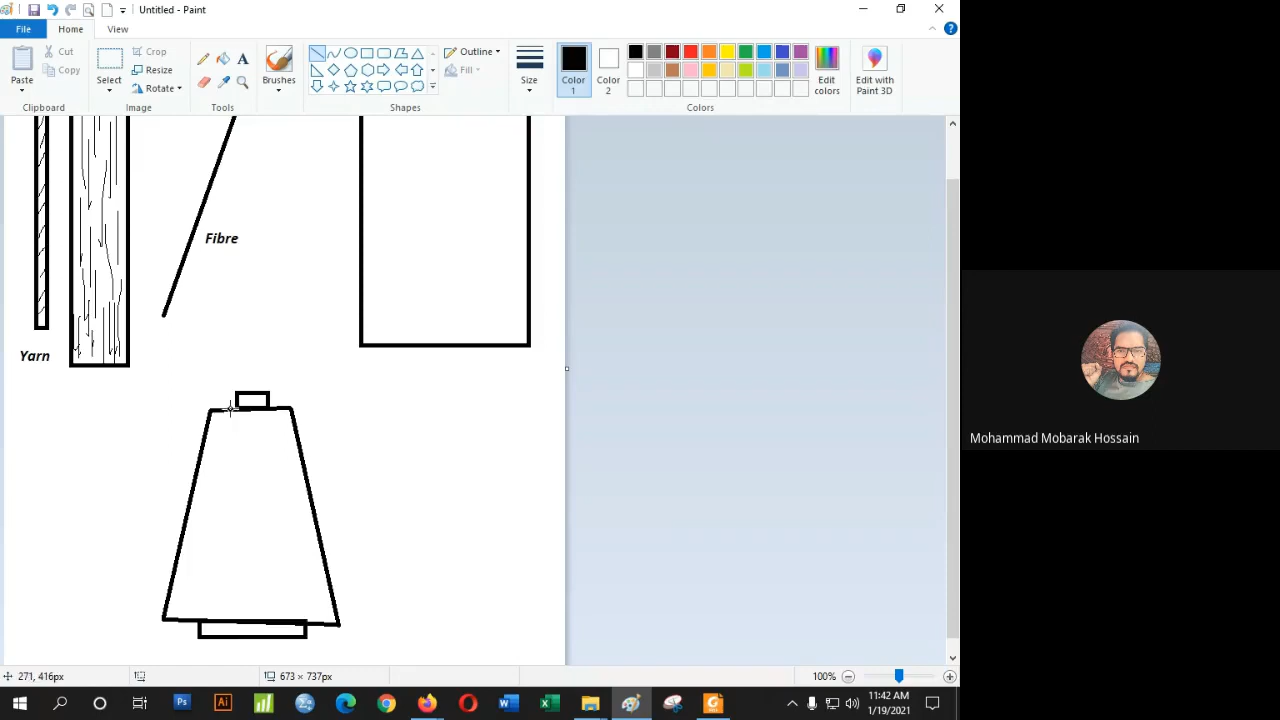 Untitled - Paint
File
Home
View
Paste
Cut
Copy
Clipboard
Select
Crop
Resize
Rotate
Image
A
Tools
Brushes
Shapes
Outline
Fill
Size
Color 1
Color 2
Edit colors
Colors
Edit with Paint 3D
Fibre
Yarn
Mohammad Mobarak Hossain
271, 416px
673 × 737px
100%
Ps
Ai
11:42 AM
1/19/2021